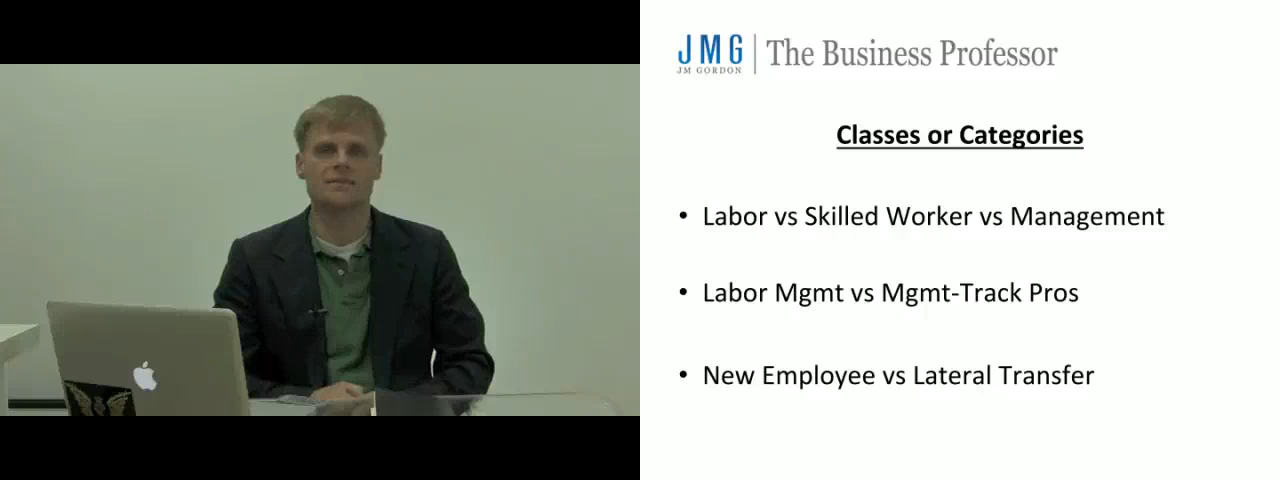 JMG | The Business Professor
JM GORDON
Classes or Categories
• Labor vs Skilled Worker vs Management
• Labor Mgmt vs Mgmt-Track Pros
• New Employee vs Lateral Transfer